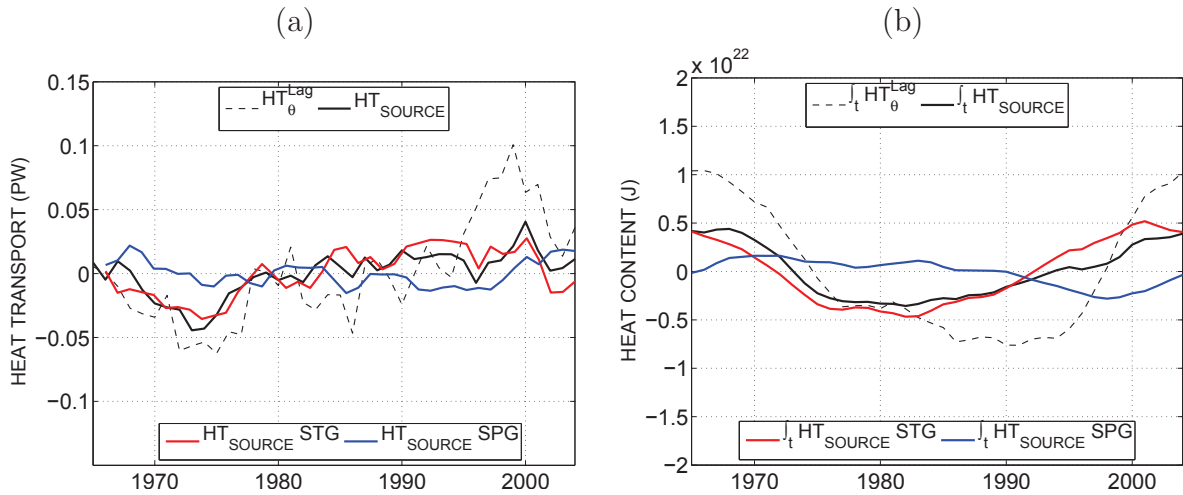 (a)
(b)
0.15
0.1
0.05
0
−0.05
−0.1
HEAT TRANSPORT (PW)
HT_θ^Lag HT_SOURCE
HT_SOURCE STG HT_SOURCE SPG
1970 1980 1990 2000
2 x 10^22
1.5
1
0.5
0
−0.5
−1
−1.5
−2
HEAT CONTENT (J)
∫_t HT_θ^Lag ∫_t HT_SOURCE
∫_t HT_SOURCE STG ∫_t HT_SOURCE SPG
1970 1980 1990 2000